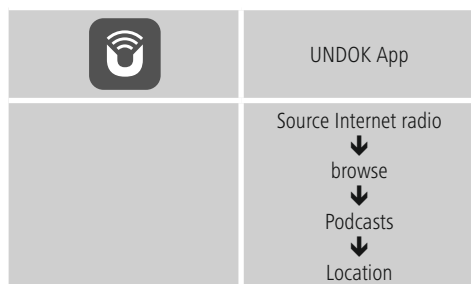 UNDOK App
Source Internet radio
browse
Podcasts
Location